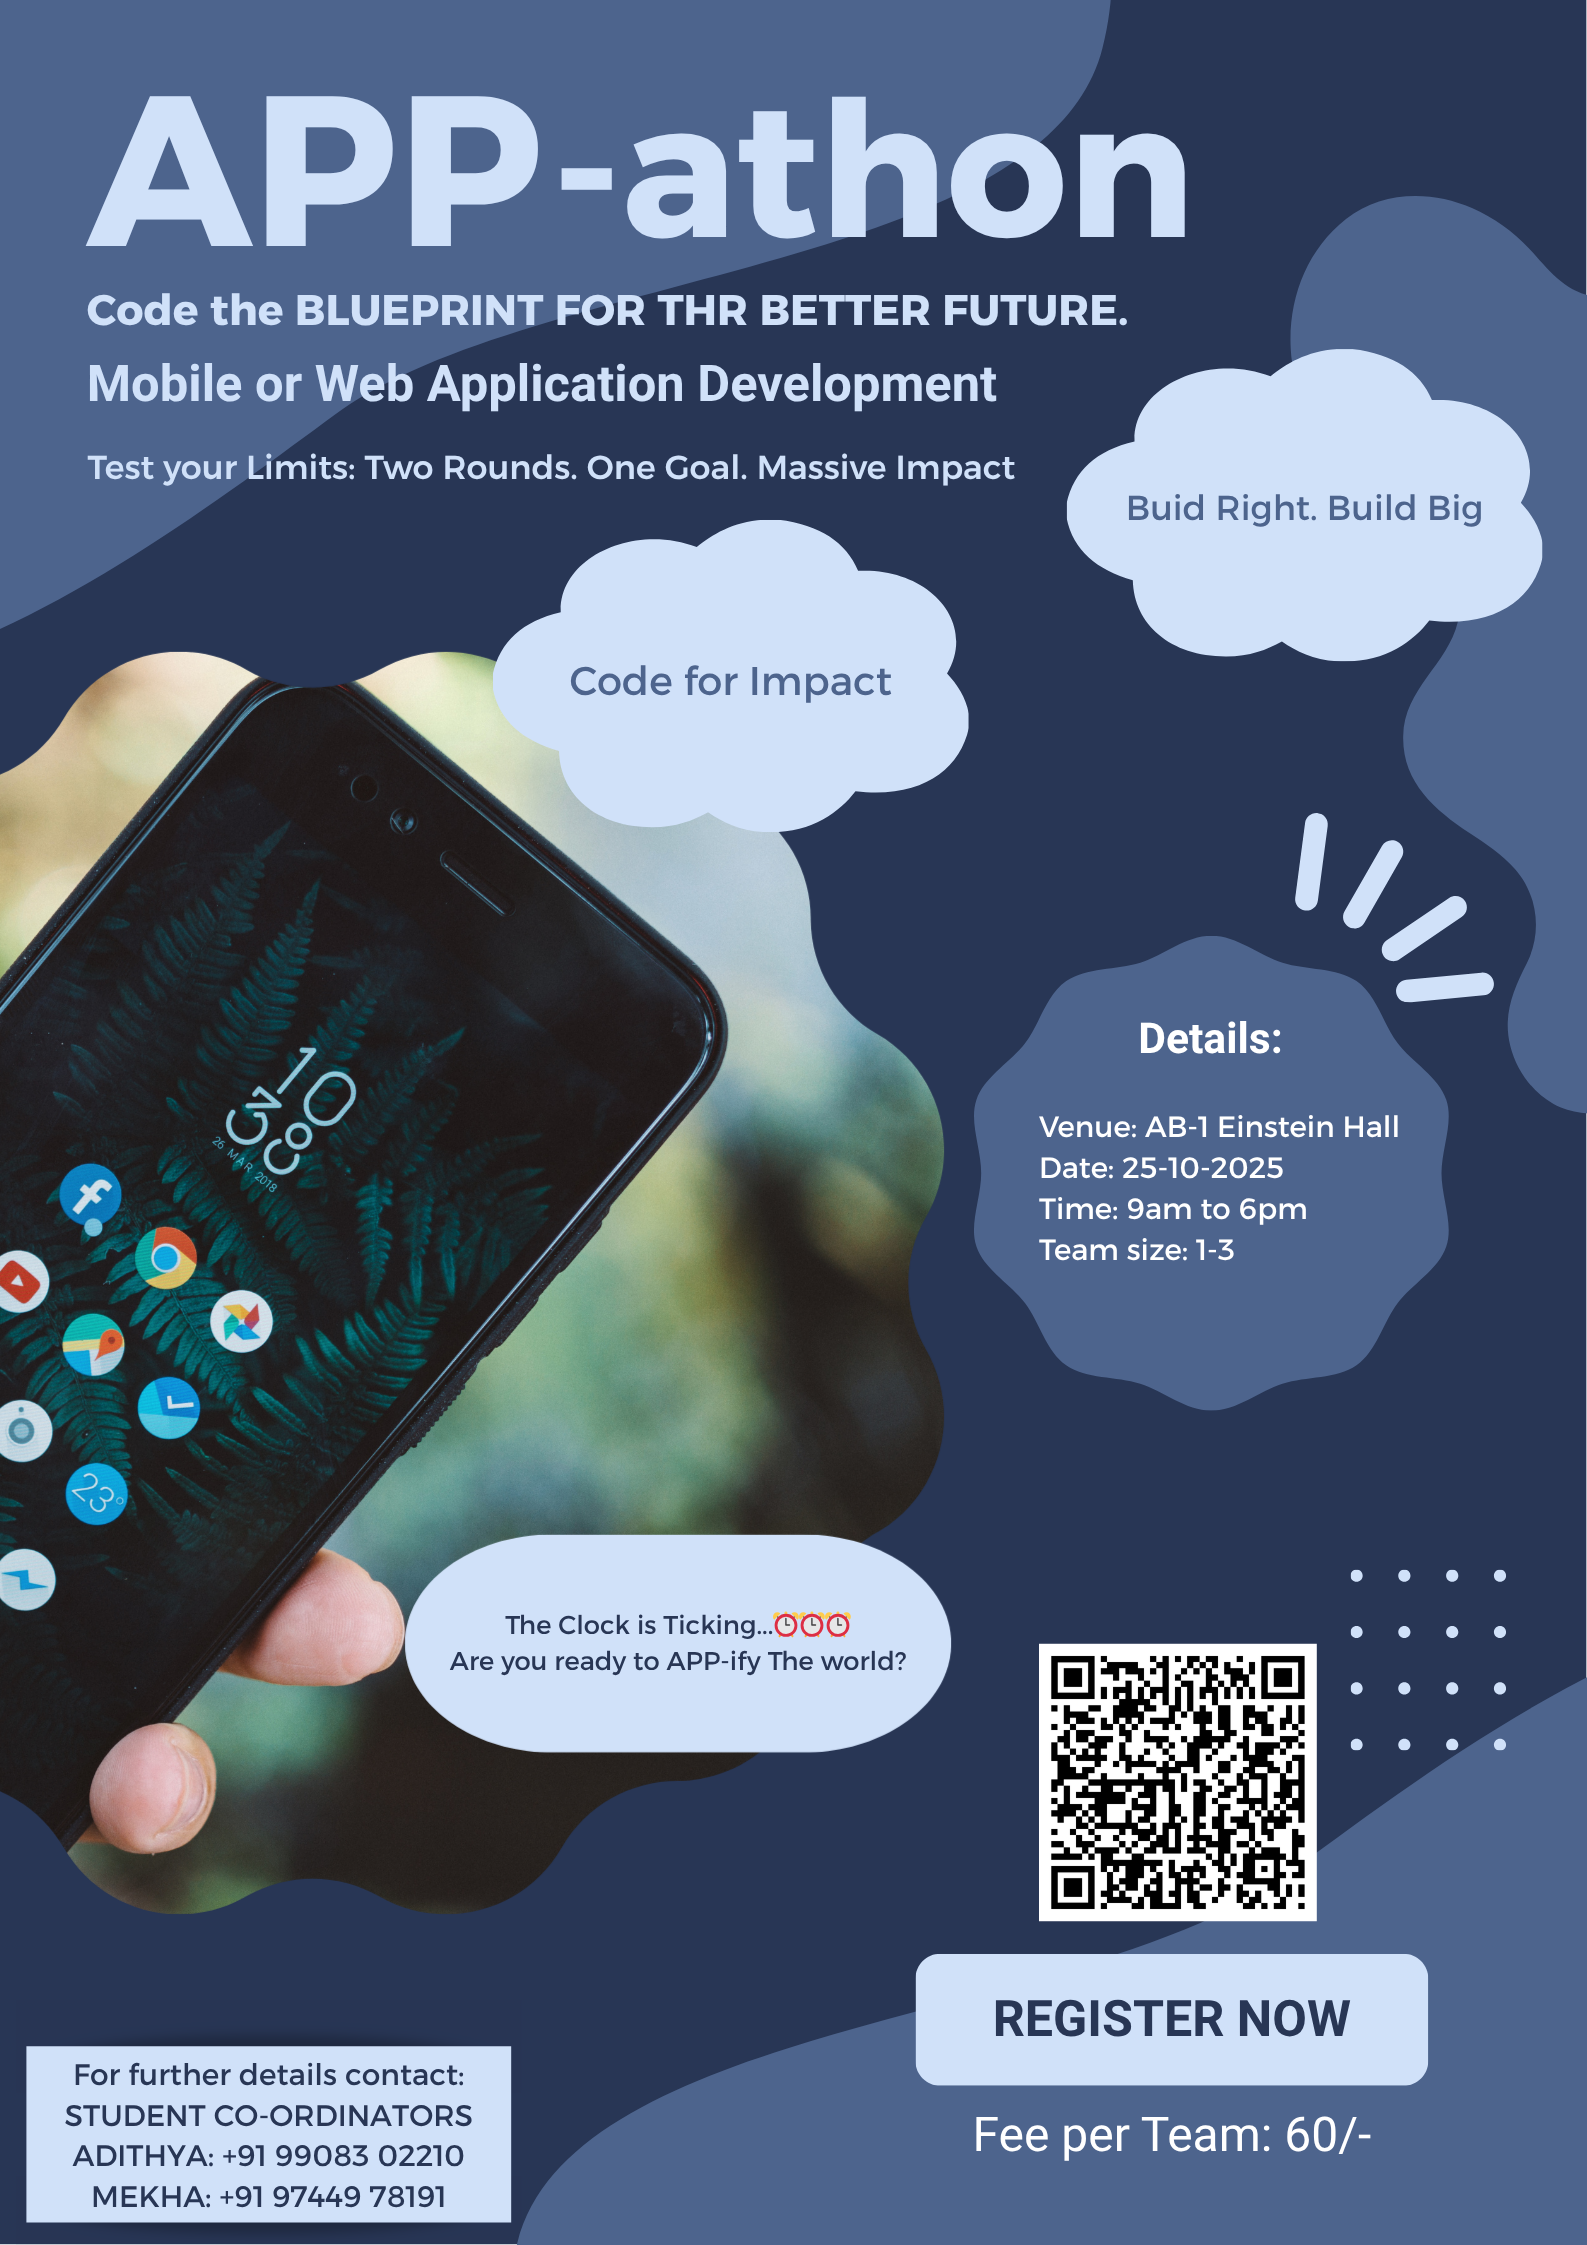 APP-athon
Code the BLUEPRINT FOR THR BETTER FUTURE.
Mobile or Web Application Development
Test your Limits: Two Rounds. One Goal. Massive Impact
Buid Right. Build Big
Code for Impact
10
38
26 MAR 2018
23°
Details:
Venue: AB-1 Einstein Hall
Date: 25-10-2025
Time: 9am to 6pm
Team size: 1-3
The Clock is Ticking...⏰⏰⏰
Are you ready to APP-ify The world?
REGISTER NOW
Fee per Team: 60/-
For further details contact:
STUDENT CO-ORDINATORS
ADITHYA: +91 99083 02210
MEKHA: +91 97449 78191